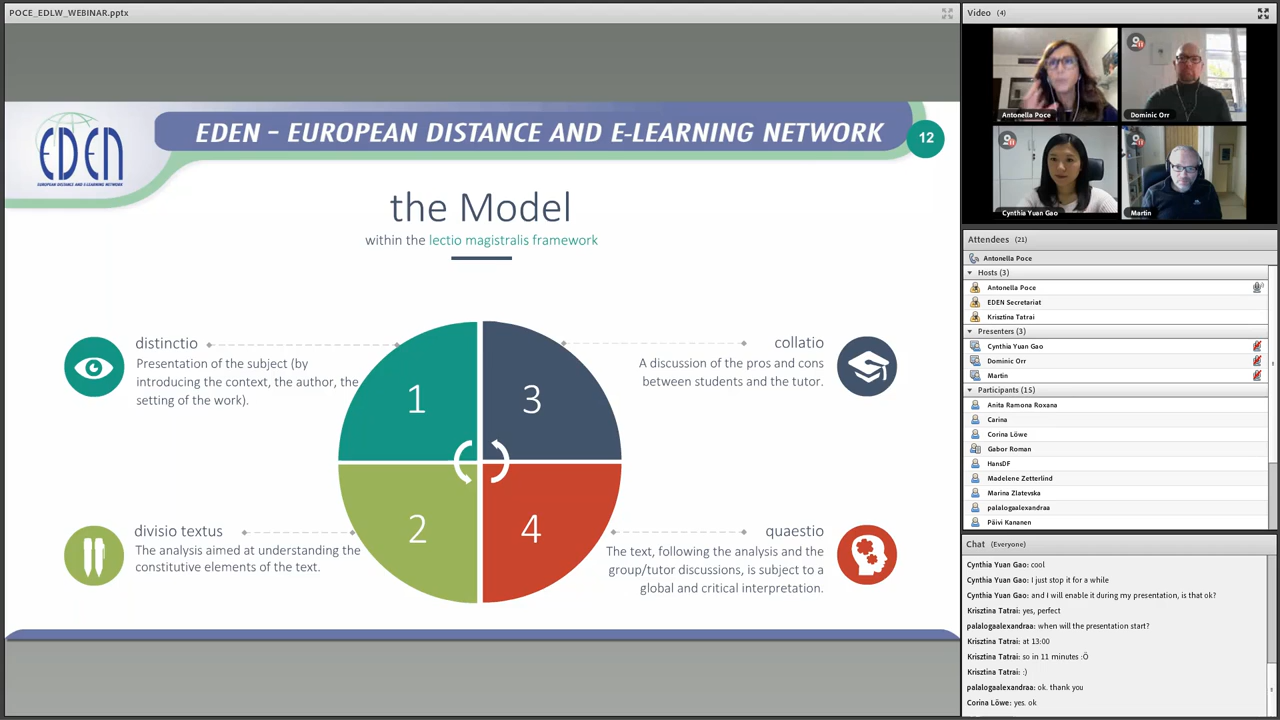 POCE_EDLW_WEBINAR.pptx
EDEN
EUROPEAN DISTANCE AND E-LEARNING NETWORK
EDEN – EUROPEAN DISTANCE AND E-LEARNING NETWORK
12
the Model
within the lectio magistralis framework
distinctio
Presentation of the subject (by
introducing the context, the author, the
setting of the work).
divisio textus
The analysis aimed at understanding the
constitutive elements of the text.
1
3
2
4
collatio
A discussion of the pros and cons
between students and the tutor.
quaestio
The text, following the analysis and the
group/tutor discussions, is subject to a
global and critical interpretation.
Video (4)
Antonella Poce
Dominic Orr
Cynthia Yuan Gao
Martin
Attendees (21)
Antonella Poce
Hosts (3)
Antonella Poce
EDEN Secretariat
Krisztina Tatrai
Presenters (3)
Cynthia Yuan Gao
Dominic Orr
Martin
Participants (15)
Anita Ramona Roxana
Carina
Corina Löwe
Gabor Roman
HansDF
Madelene Zetterlind
Marina Zlatevska
palalogaalexandraa
Päivi Kananen
Chat (Everyone)
Cynthia Yuan Gao: cool
Cynthia Yuan Gao: I just stop it for a while
Cynthia Yuan Gao: and I will enable it during my presentation, is that ok?
Krisztina Tatrai: yes, perfect
palalogaalexandraa: when will the presentation start?
Krisztina Tatrai: at 13:00
Krisztina Tatrai: so in 11 minutes :Ö
Krisztina Tatrai: :)
palalogaalexandraa: ok. thank you
Corina Löwe: yes. ok